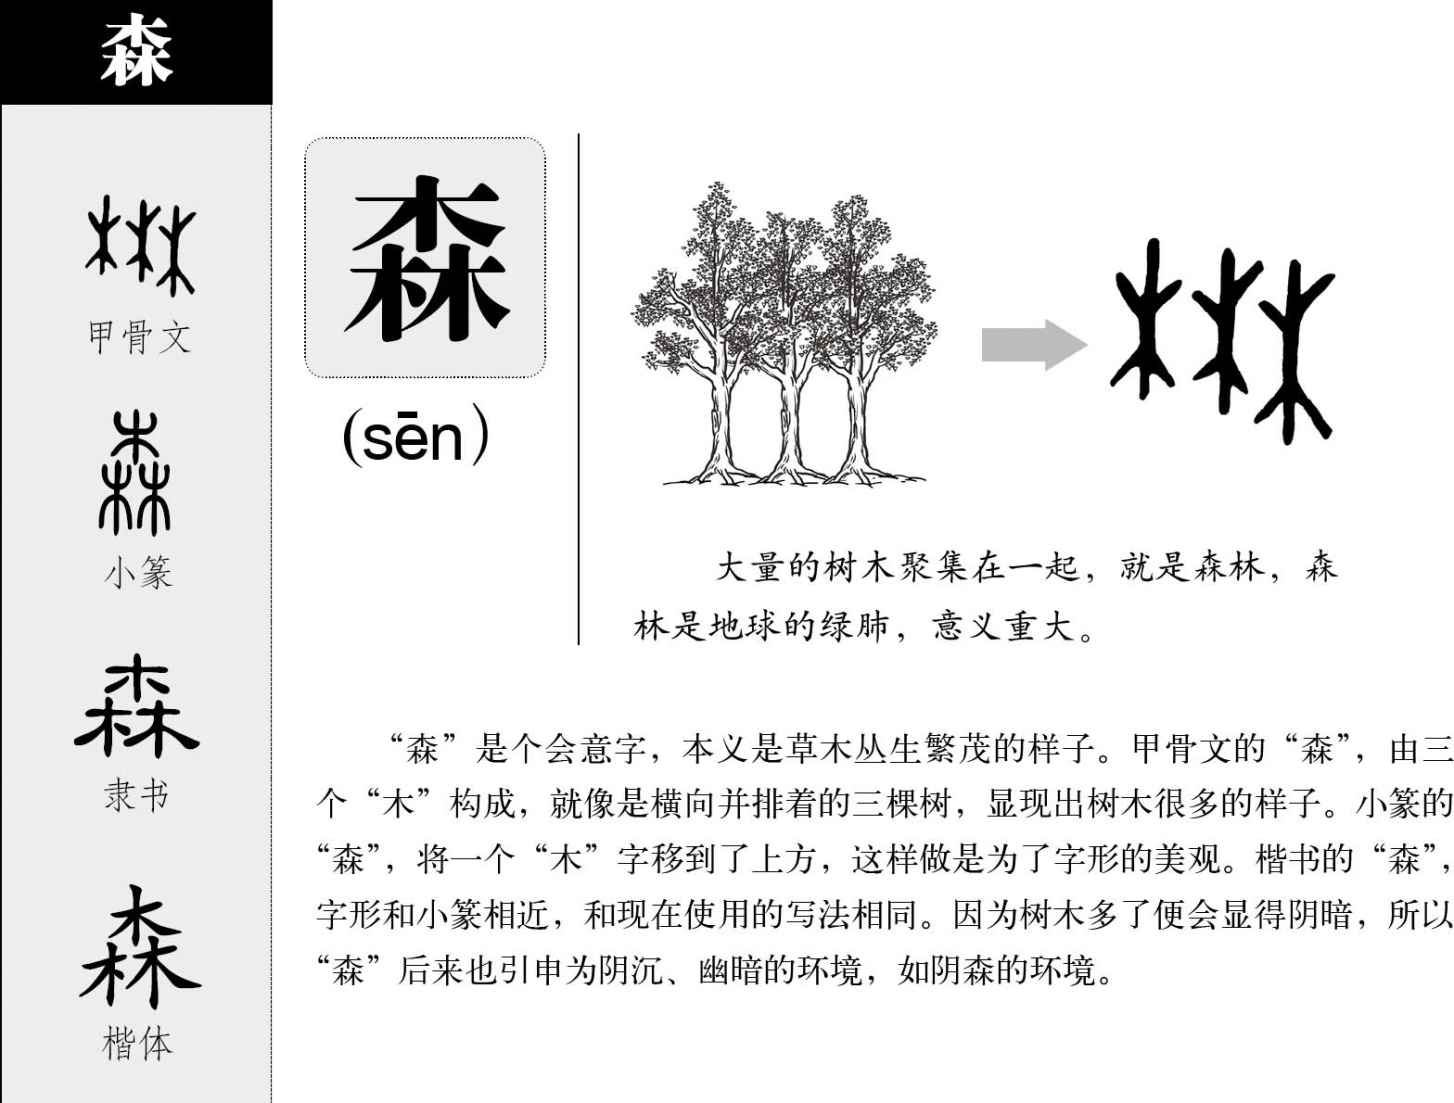 森
甲骨文
小篆
隶书
楷体
森
(sēn)
大量的树木聚集在一起，就是森林，森
林是地球的绿肺，意义重大。
“森”是个会意字，本义是草木丛生繁茂的样子。甲骨文的“森”，由三
个“木”构成，就像是横向并排着的三棵树，显现出树木很多的样子。小篆的
“森”，将一个“木”字移到了上方，这样做是为了字形的美观。楷书的“森”，
字形和小篆相近，和现在使用的写法相同。因为树木多了便会显得阴暗，所以
“森”后来也引申为阴沉、幽暗的环境，如阴森的环境。